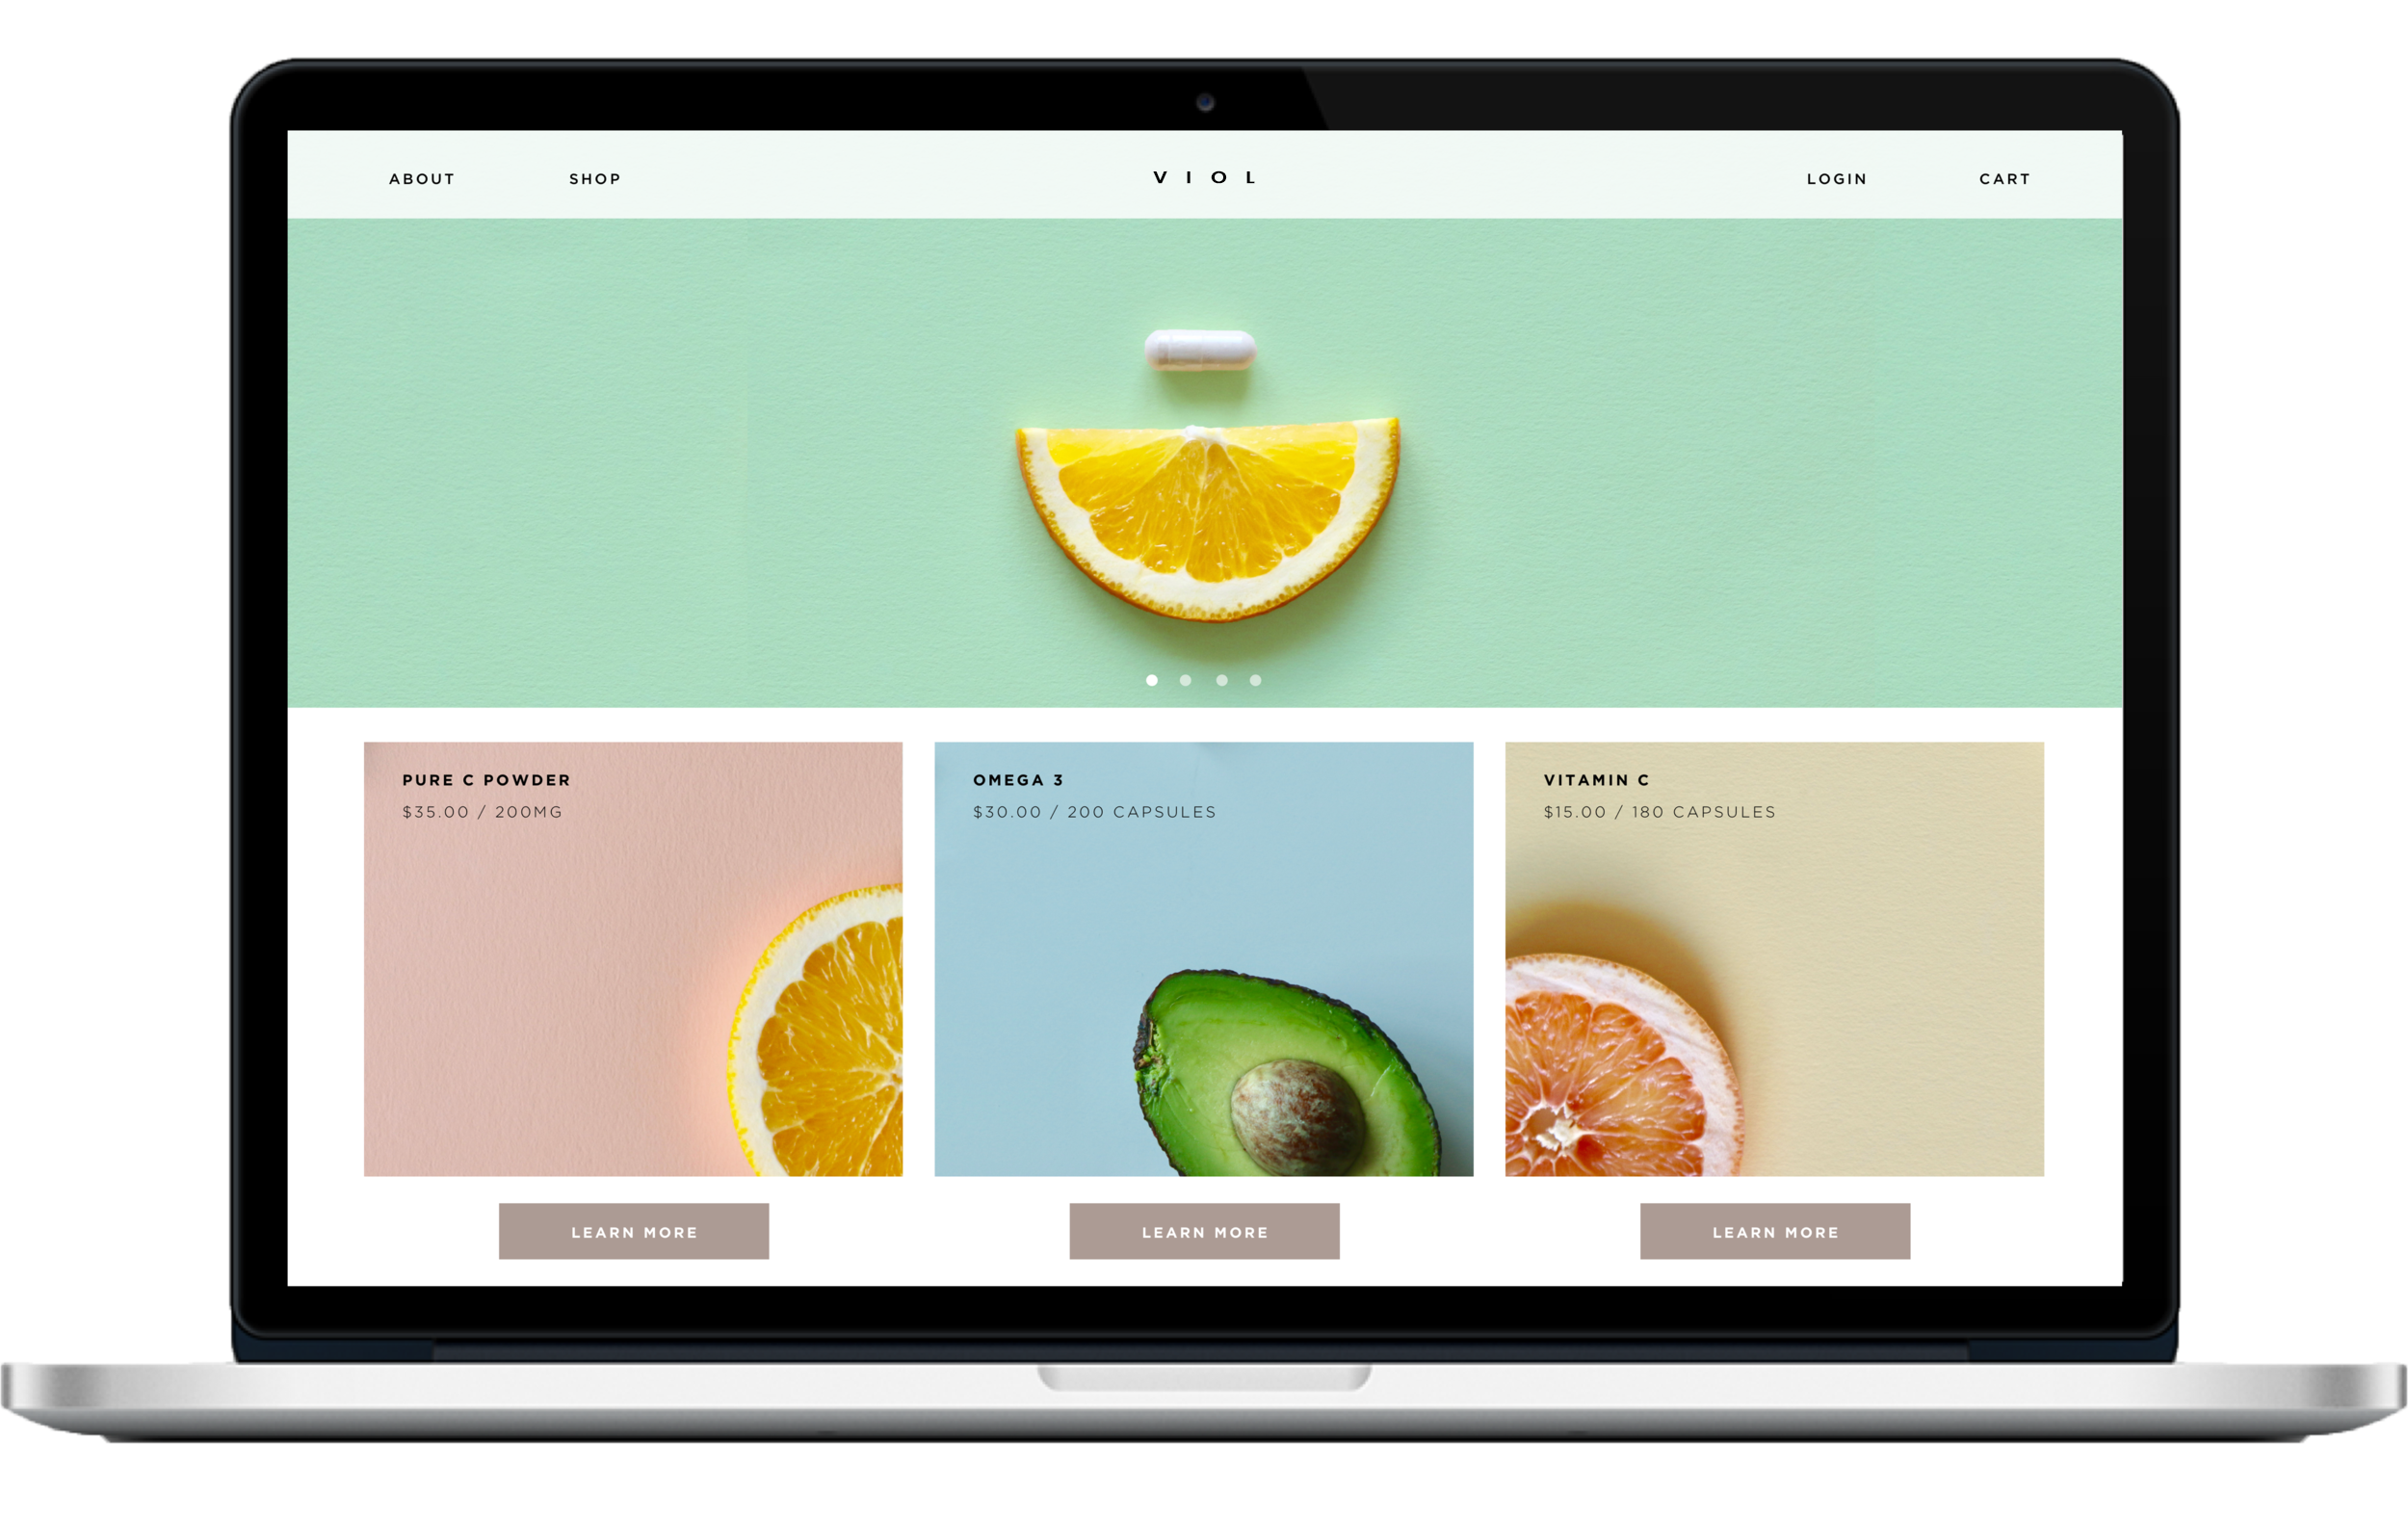 ABOUT
SHOP
VIOL
LOGIN
CART
PURE C POWDER
$35.00 / 200MG
OMEGA 3
$30.00 / 200 CAPSULES
VITAMIN C
$15.00 / 180 CAPSULES
LEARN MORE
LEARN MORE
LEARN MORE